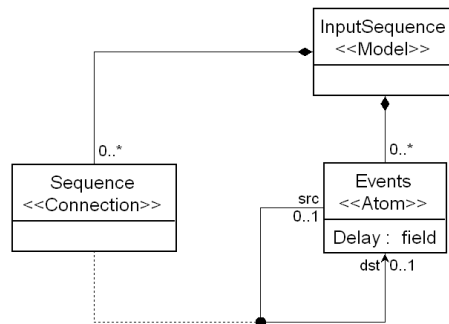 InputSequence
<<Model>>
0..*
0..*
Sequence
<<Connection>>
Events
<<Atom>>
Delay : field
src
0..1
dst 0..1